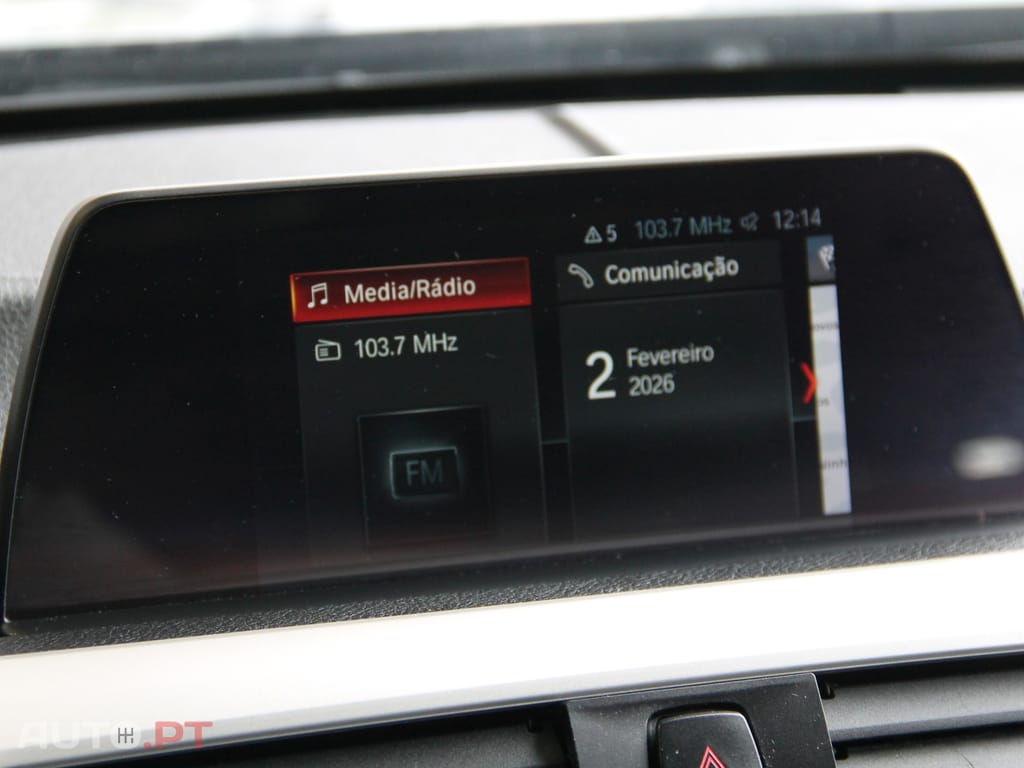 5 103.7 MHz 12:14
Media/Rádio
Comunicação
103.7 MHz
2 Fevereiro
2026
FM
AUTO.PT